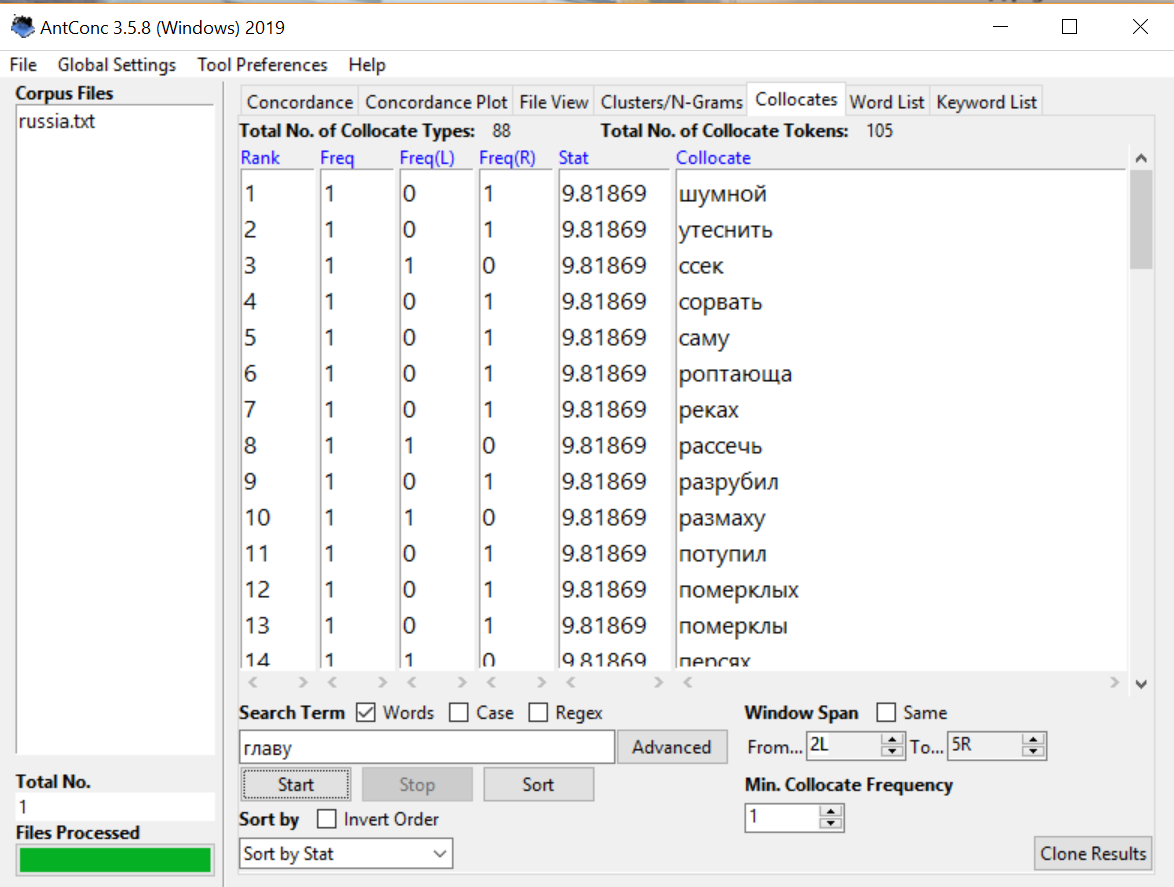 AntConc 3.5.8 (Windows) 2019
File Global Settings Tool Preferences Help
Corpus Files
russia.txt
Concordance Concordance Plot File View Clusters/N-Grams Collocates Word List Keyword List
Total No. of Collocate Types: 88 Total No. of Collocate Tokens: 105
Rank Freq Freq(L) Freq(R) Stat Collocate
1 1 0 1 9.81869 шумной
2 1 0 1 9.81869 утеснить
3 1 1 0 9.81869 ссек
4 1 0 1 9.81869 сорвать
5 1 0 1 9.81869 саму
6 1 0 1 9.81869 роптающа
7 1 0 1 9.81869 реках
8 1 1 0 9.81869 рассечь
9 1 0 1 9.81869 разрубил
10 1 1 0 9.81869 размаху
11 1 0 1 9.81869 потупил
12 1 0 1 9.81869 померклых
13 1 0 1 9.81869 померклы
14 1 1 0 9.81869 персях
Search Term Words Case Regex
главу Advanced
Start Stop Sort
Sort by Invert Order
Sort by Stat
Window Span Same
From... 2L To... 5R
Min. Collocate Frequency
1
Clone Results
Total No.
1
Files Processed